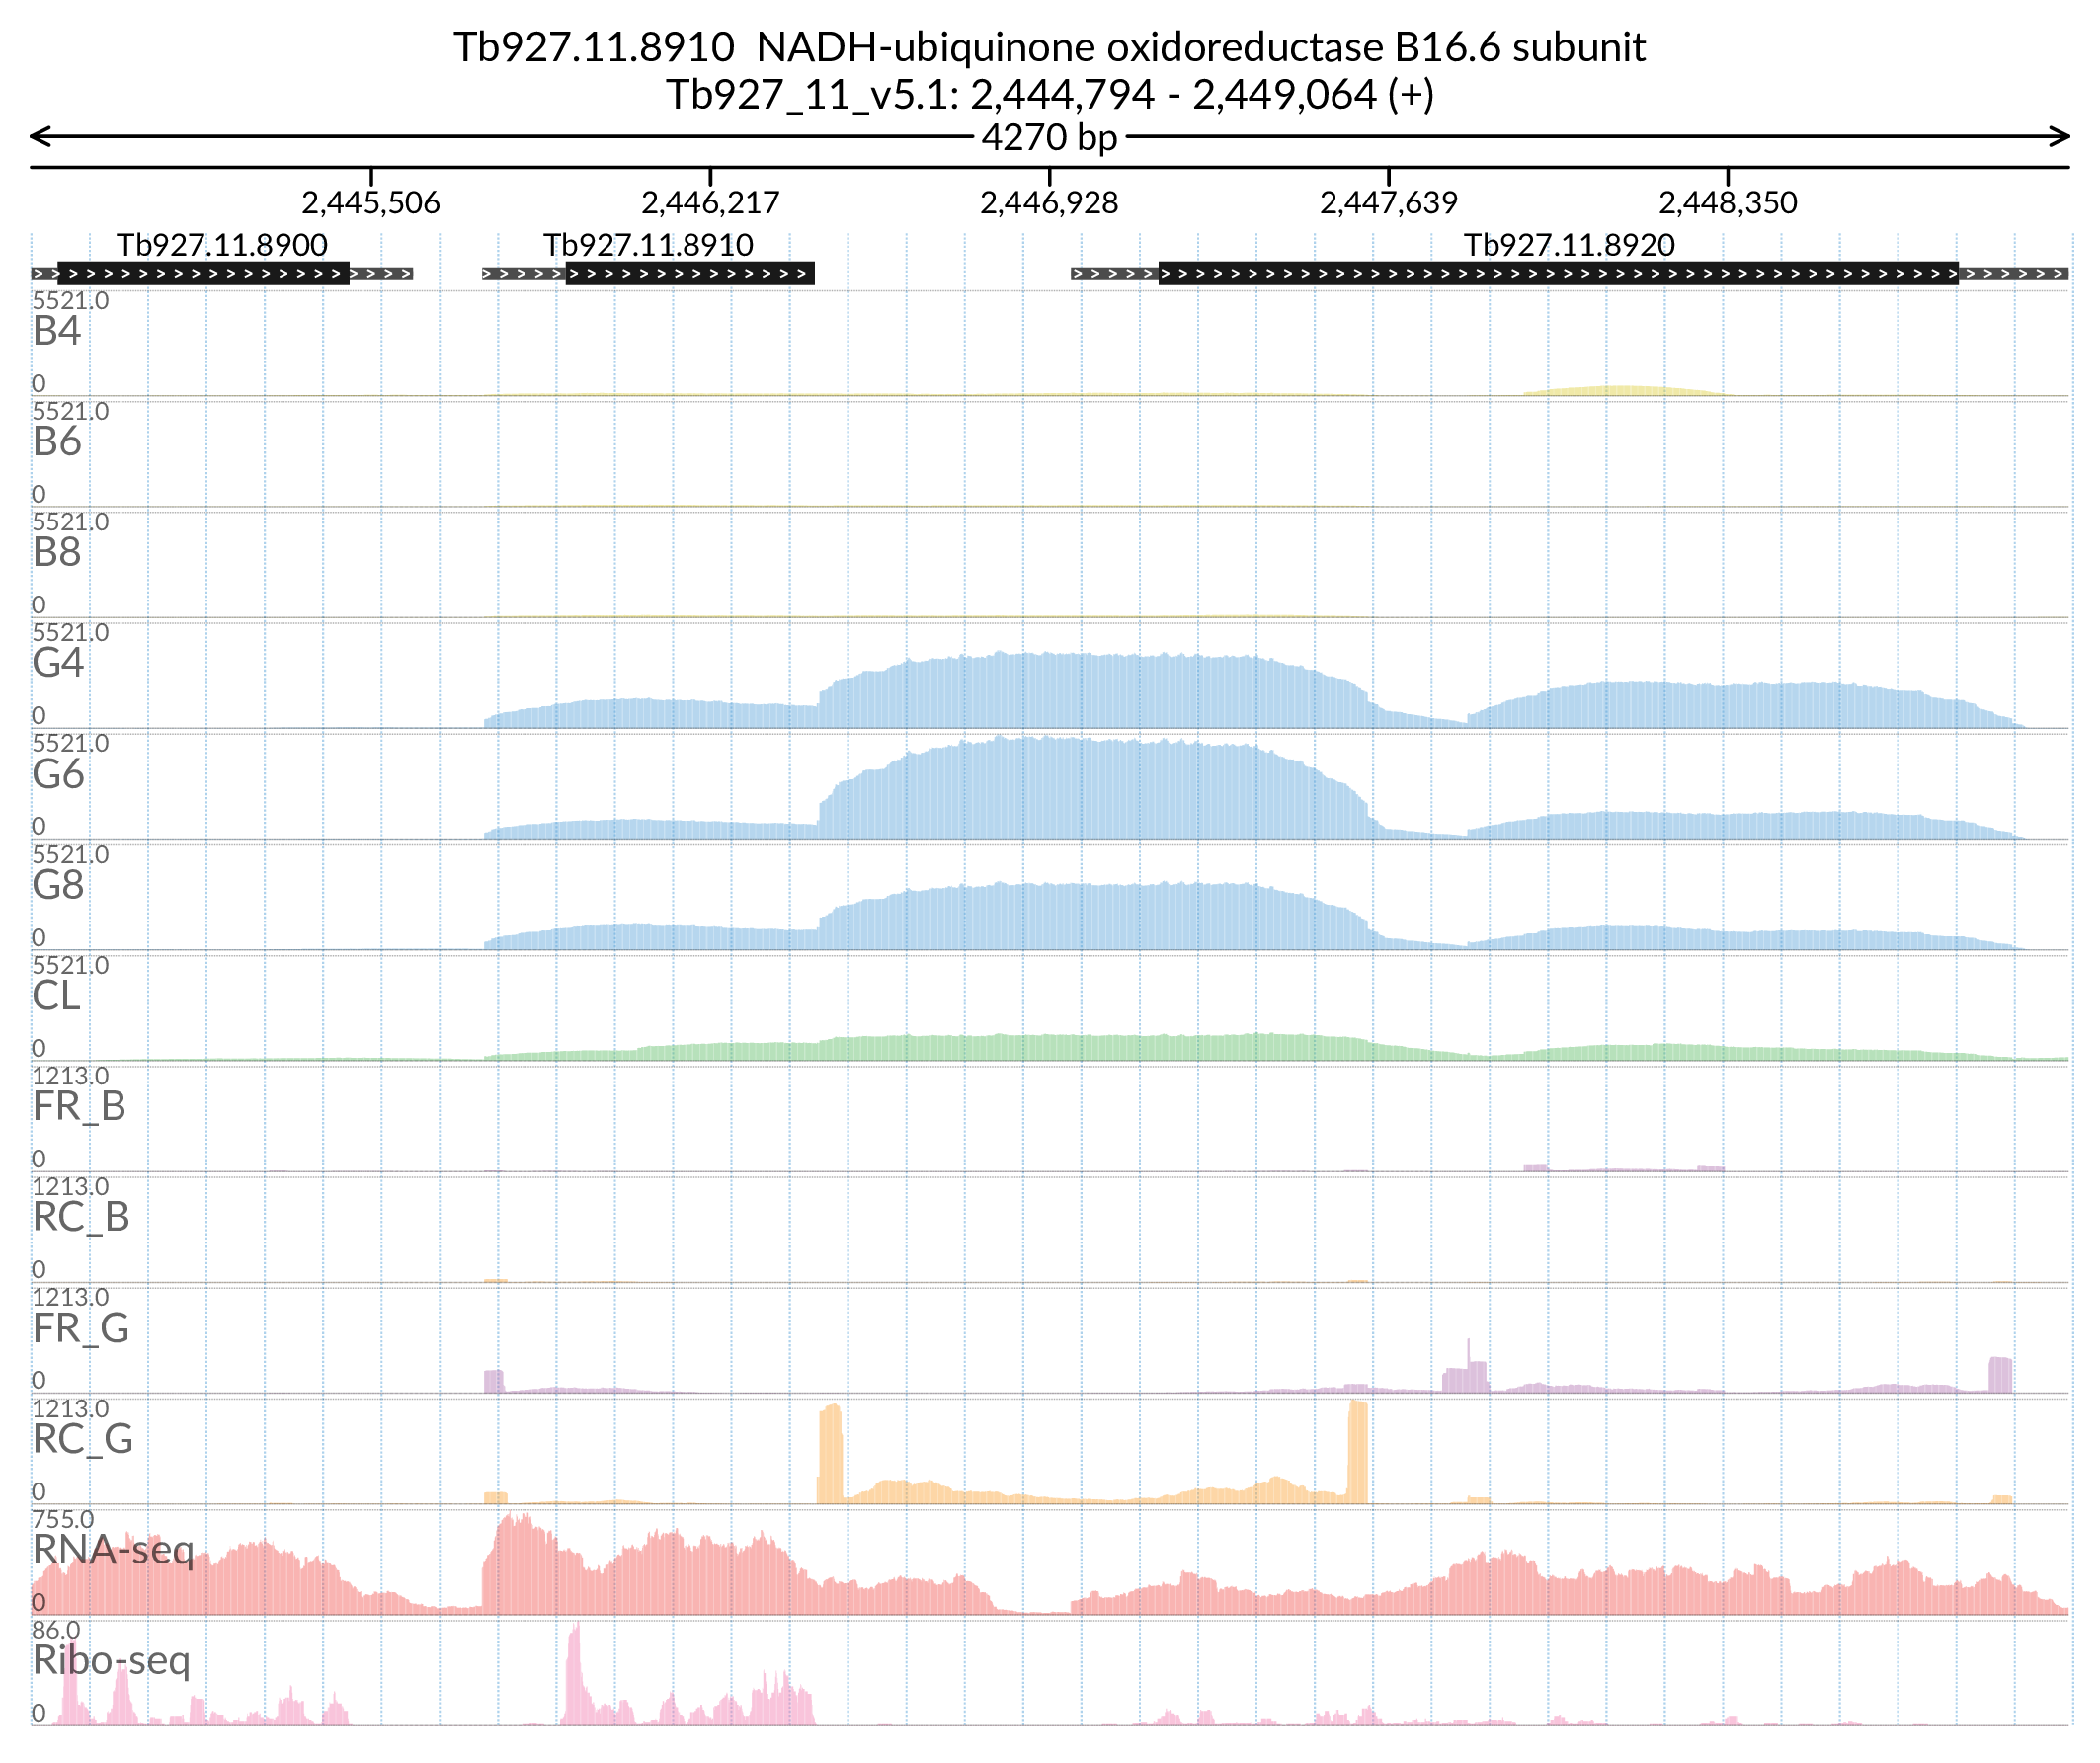 Tb927.11.8910  NADH-ubiquinone oxidoreductase B16.6 subunit
Tb927_11_v5.1: 2,444,794 - 2,449,064 (+)
4270 bp
2,445,506 2,446,217 2,446,928 2,447,639 2,448,350
Tb927.11.8900 Tb927.11.8910 Tb927.11.8920
5521.0
B4
0
5521.0
B6
0
5521.0
B8
0
5521.0
G4
0
5521.0
G6
0
5521.0
G8
0
5521.0
CL
0
1213.0
FR_B
0
1213.0
RC_B
0
1213.0
FR_G
0
1213.0
RC_G
0
755.0
RNA-seq
0
86.0
Ribo-seq
0